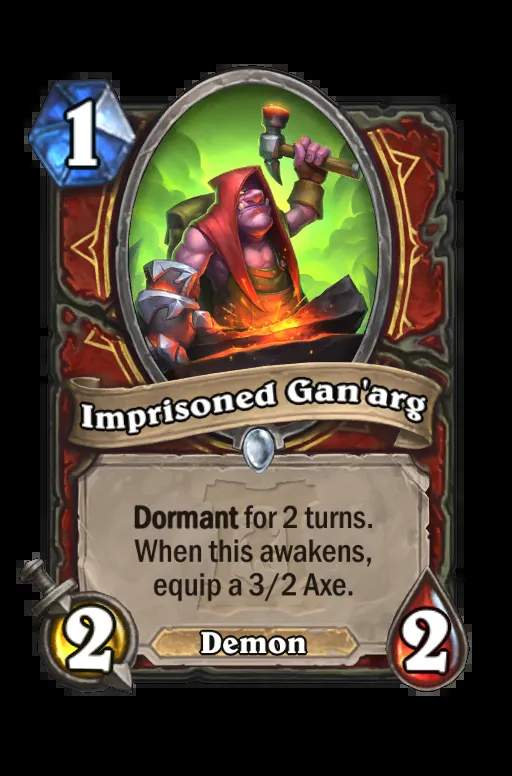 1
Imprisoned Gan'arg
Dormant for 2 turns.
When this awakens,
equip a 3/2 Axe.
2
Demon
2